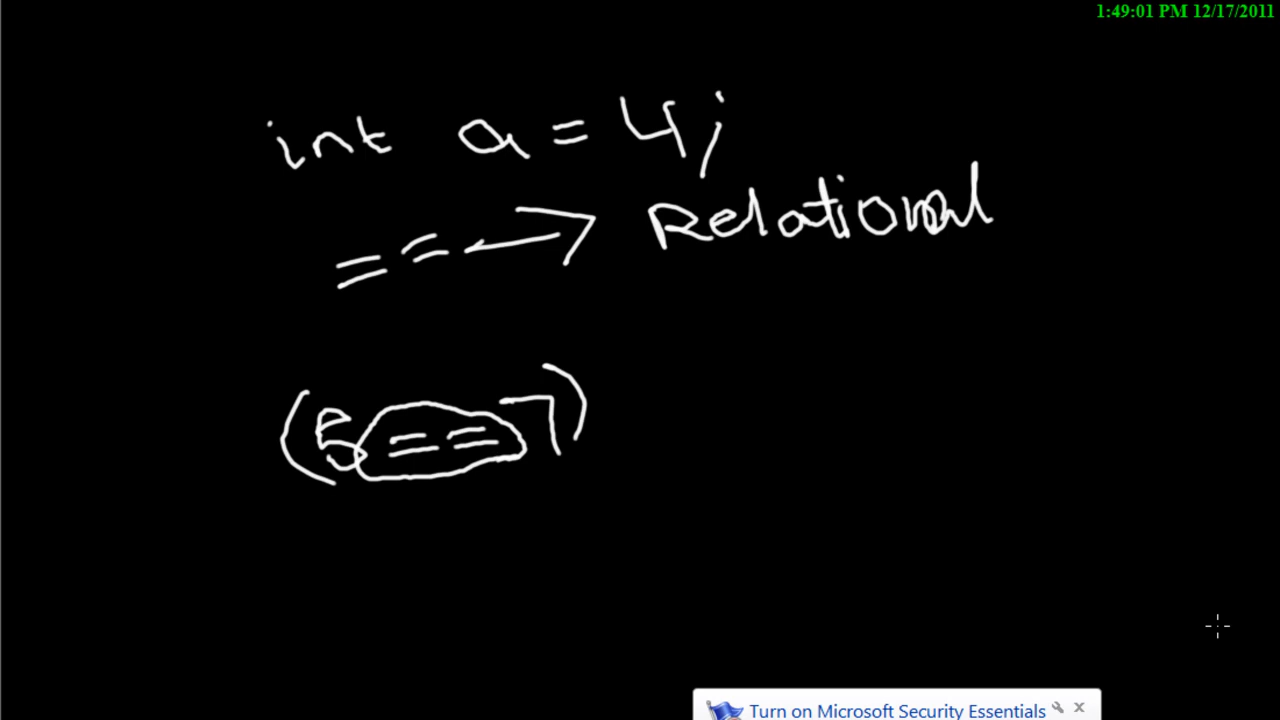 1:49:01 PM 12/17/2011
int a = 4;
== → Relational
(5 == 7)
Turn on Microsoft Security Essentials